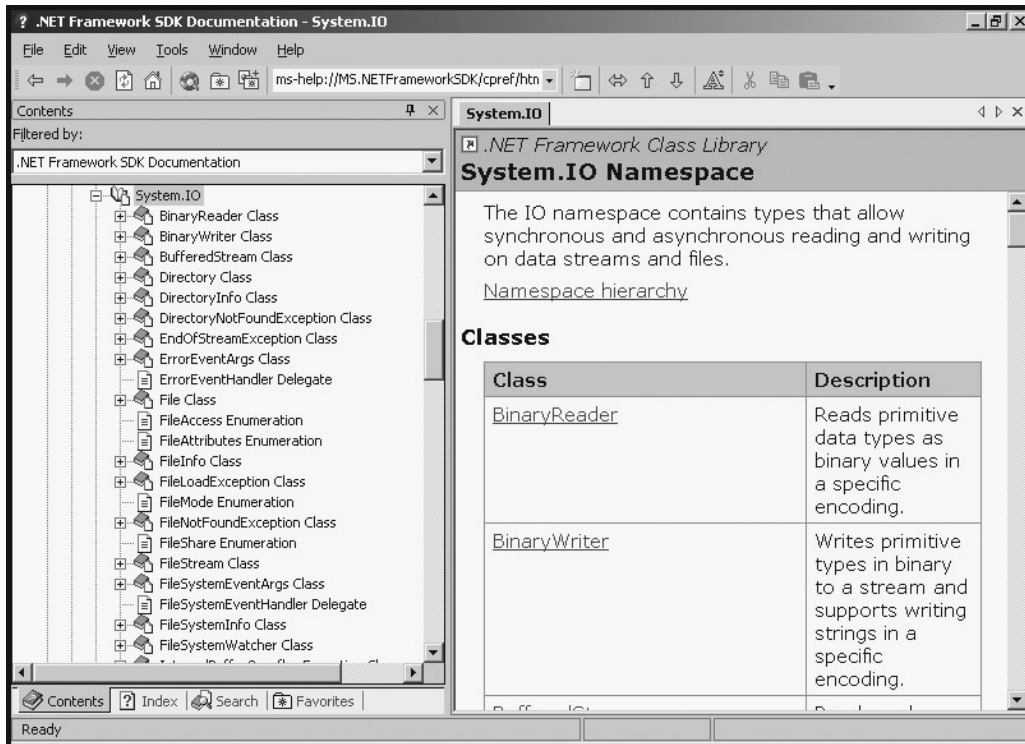 ? .NET Framework SDK Documentation - System.IO
File Edit View Tools Window Help
ms-help://MS.NETFrameworkSDK/cpref/htn
Contents
Filtered by:
.NET Framework SDK Documentation
System.IO
BinaryReader Class
BinaryWriter Class
BufferedStream Class
Directory Class
DirectoryInfo Class
DirectoryNotFoundException Class
EndOfStreamException Class
ErrorEventArgs Class
ErrorEventHandler Delegate
File Class
FileAccess Enumeration
FileAttributes Enumeration
FileInfo Class
FileLoadException Class
FileMode Enumeration
FileNotFoundException Class
FileShare Enumeration
FileStream Class
FileSystemEventArgs Class
FileSystemEventHandler Delegate
FileSystemInfo Class
FileSystemWatcher Class
Contents ? Index Search Favorites
System.IO
.NET Framework Class Library
System.IO Namespace
The IO namespace contains types that allow
synchronous and asynchronous reading and writing
on data streams and files.
Namespace hierarchy
Classes
Class Description
BinaryReader Reads primitive
data types as
binary values in
a specific
encoding.
BinaryWriter Writes primitive
types in binary
to a stream and
supports writing
strings in a
specific
encoding.
Ready